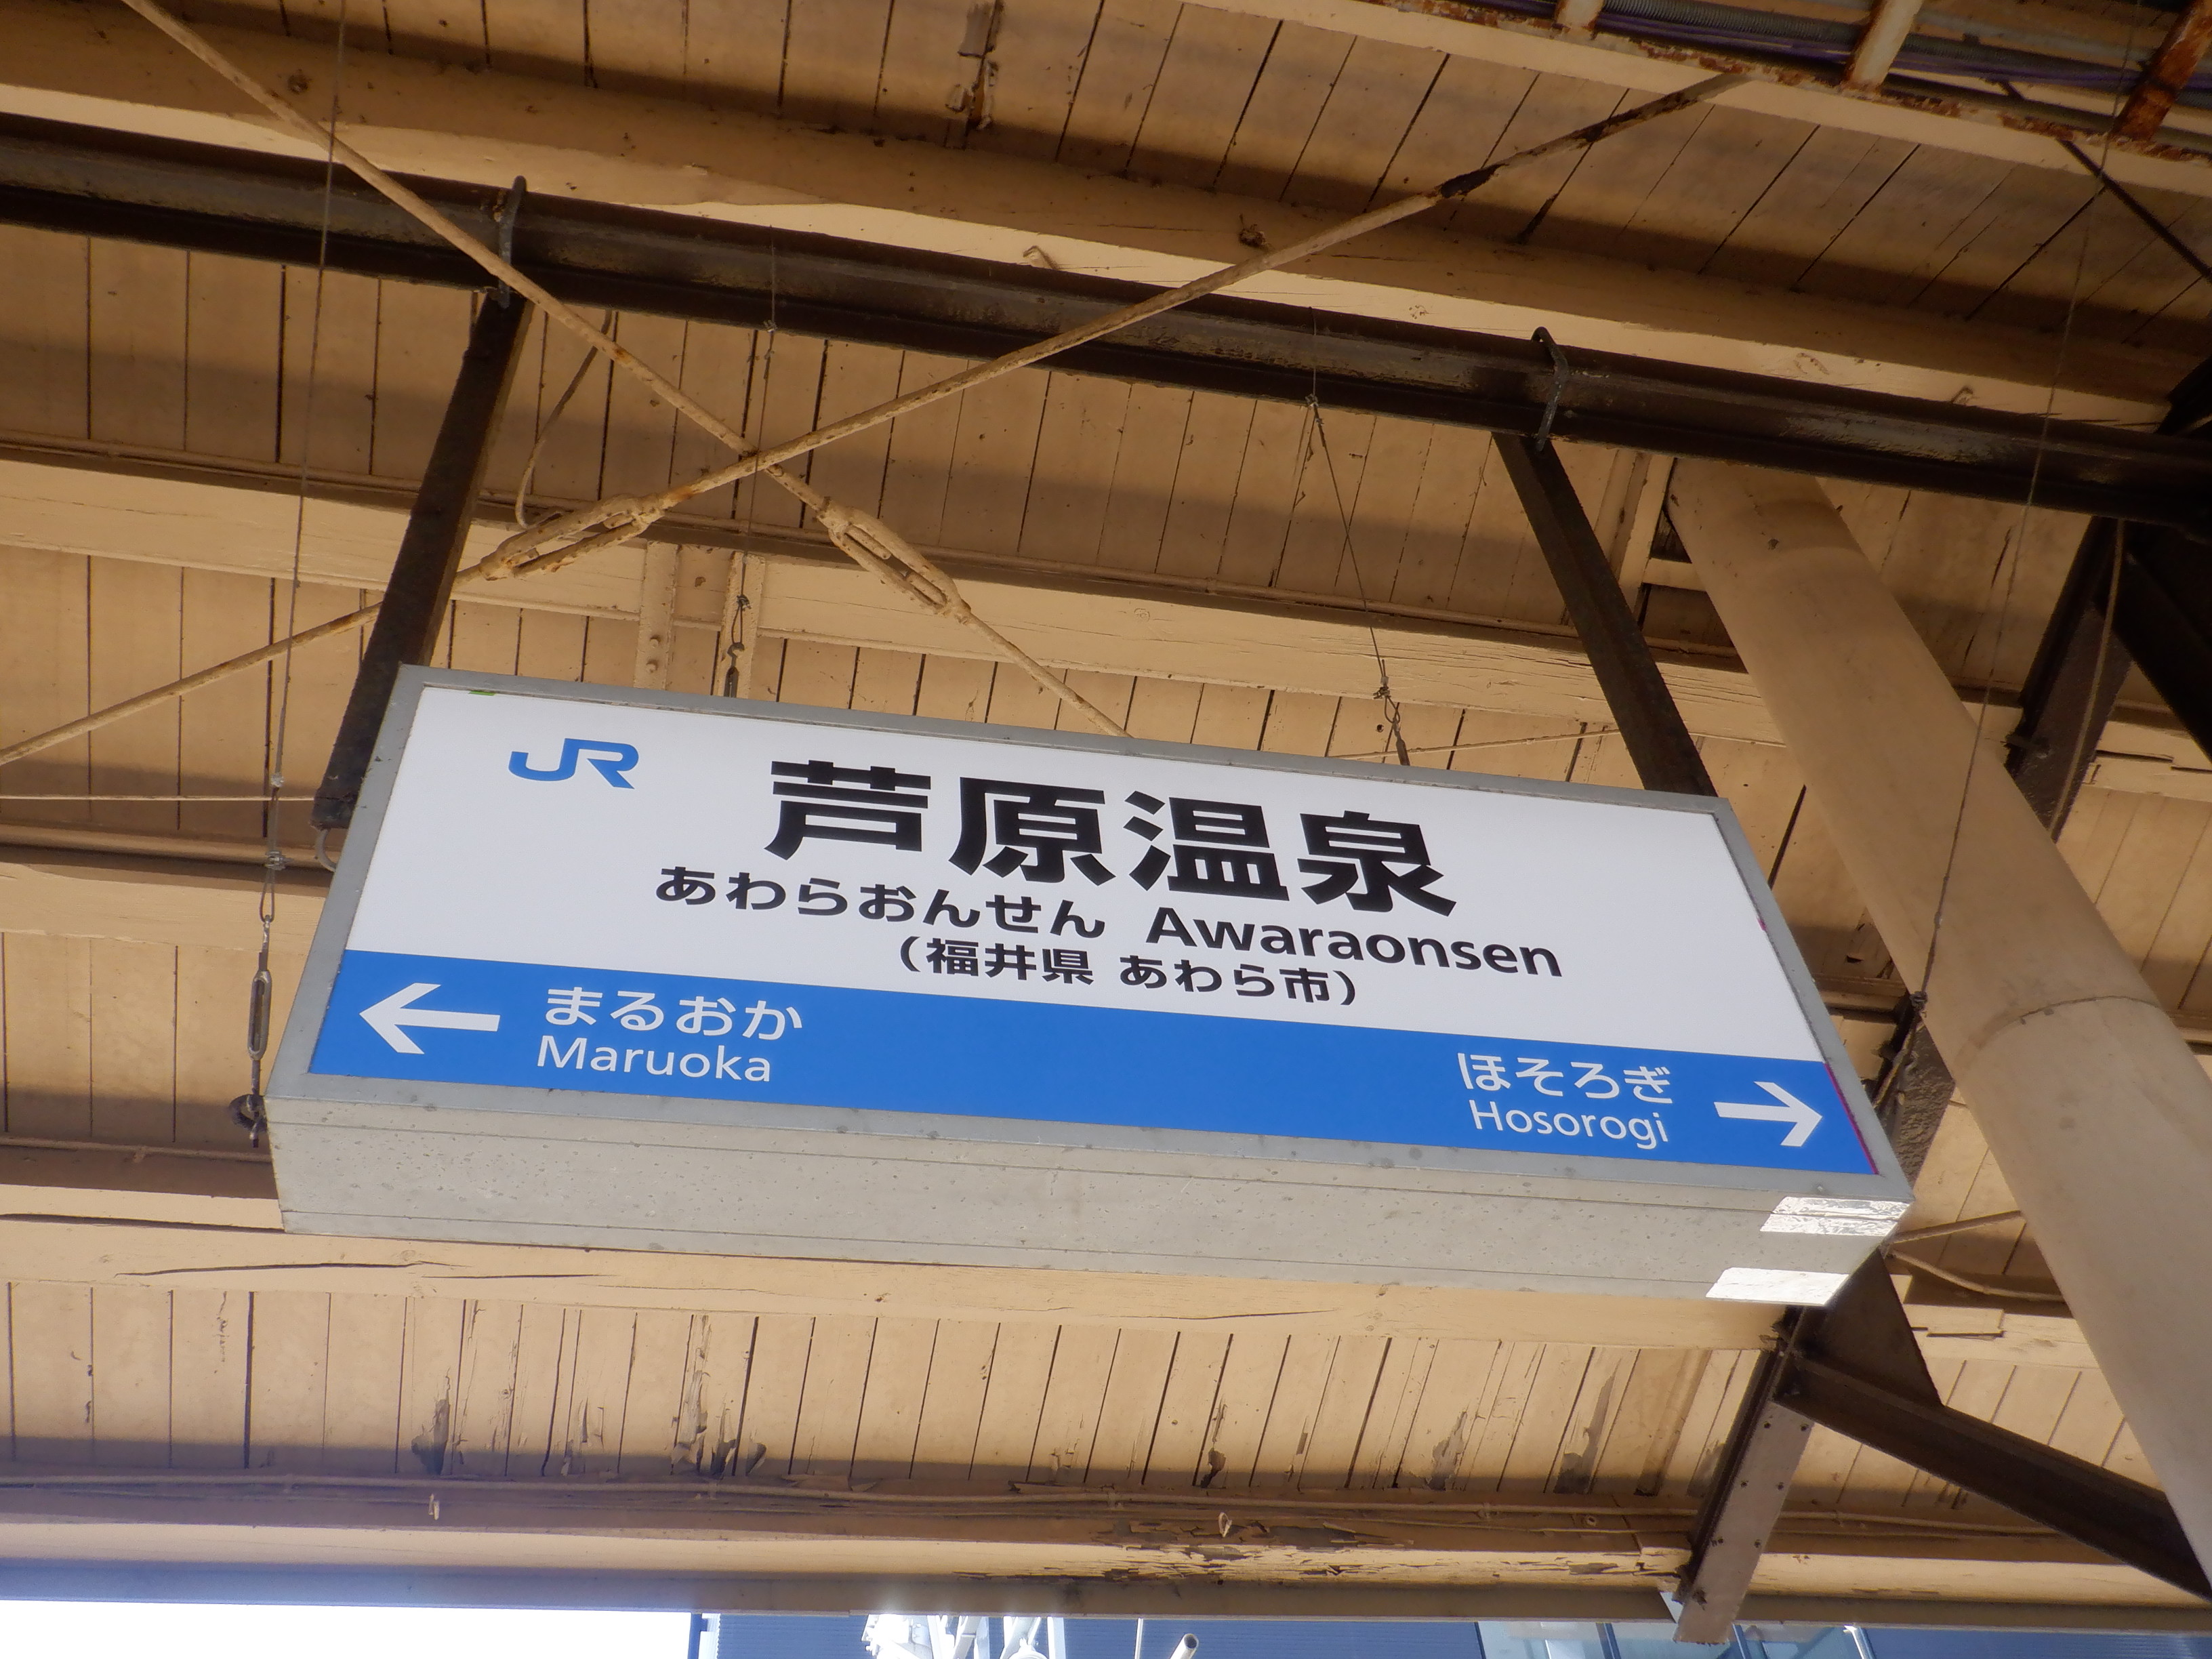 JR
芦原温泉
あわらおんせん Awaraonsen
（福井県 あわら市）
← まるおか
Maruoka
ほそろぎ →
Hosorogi